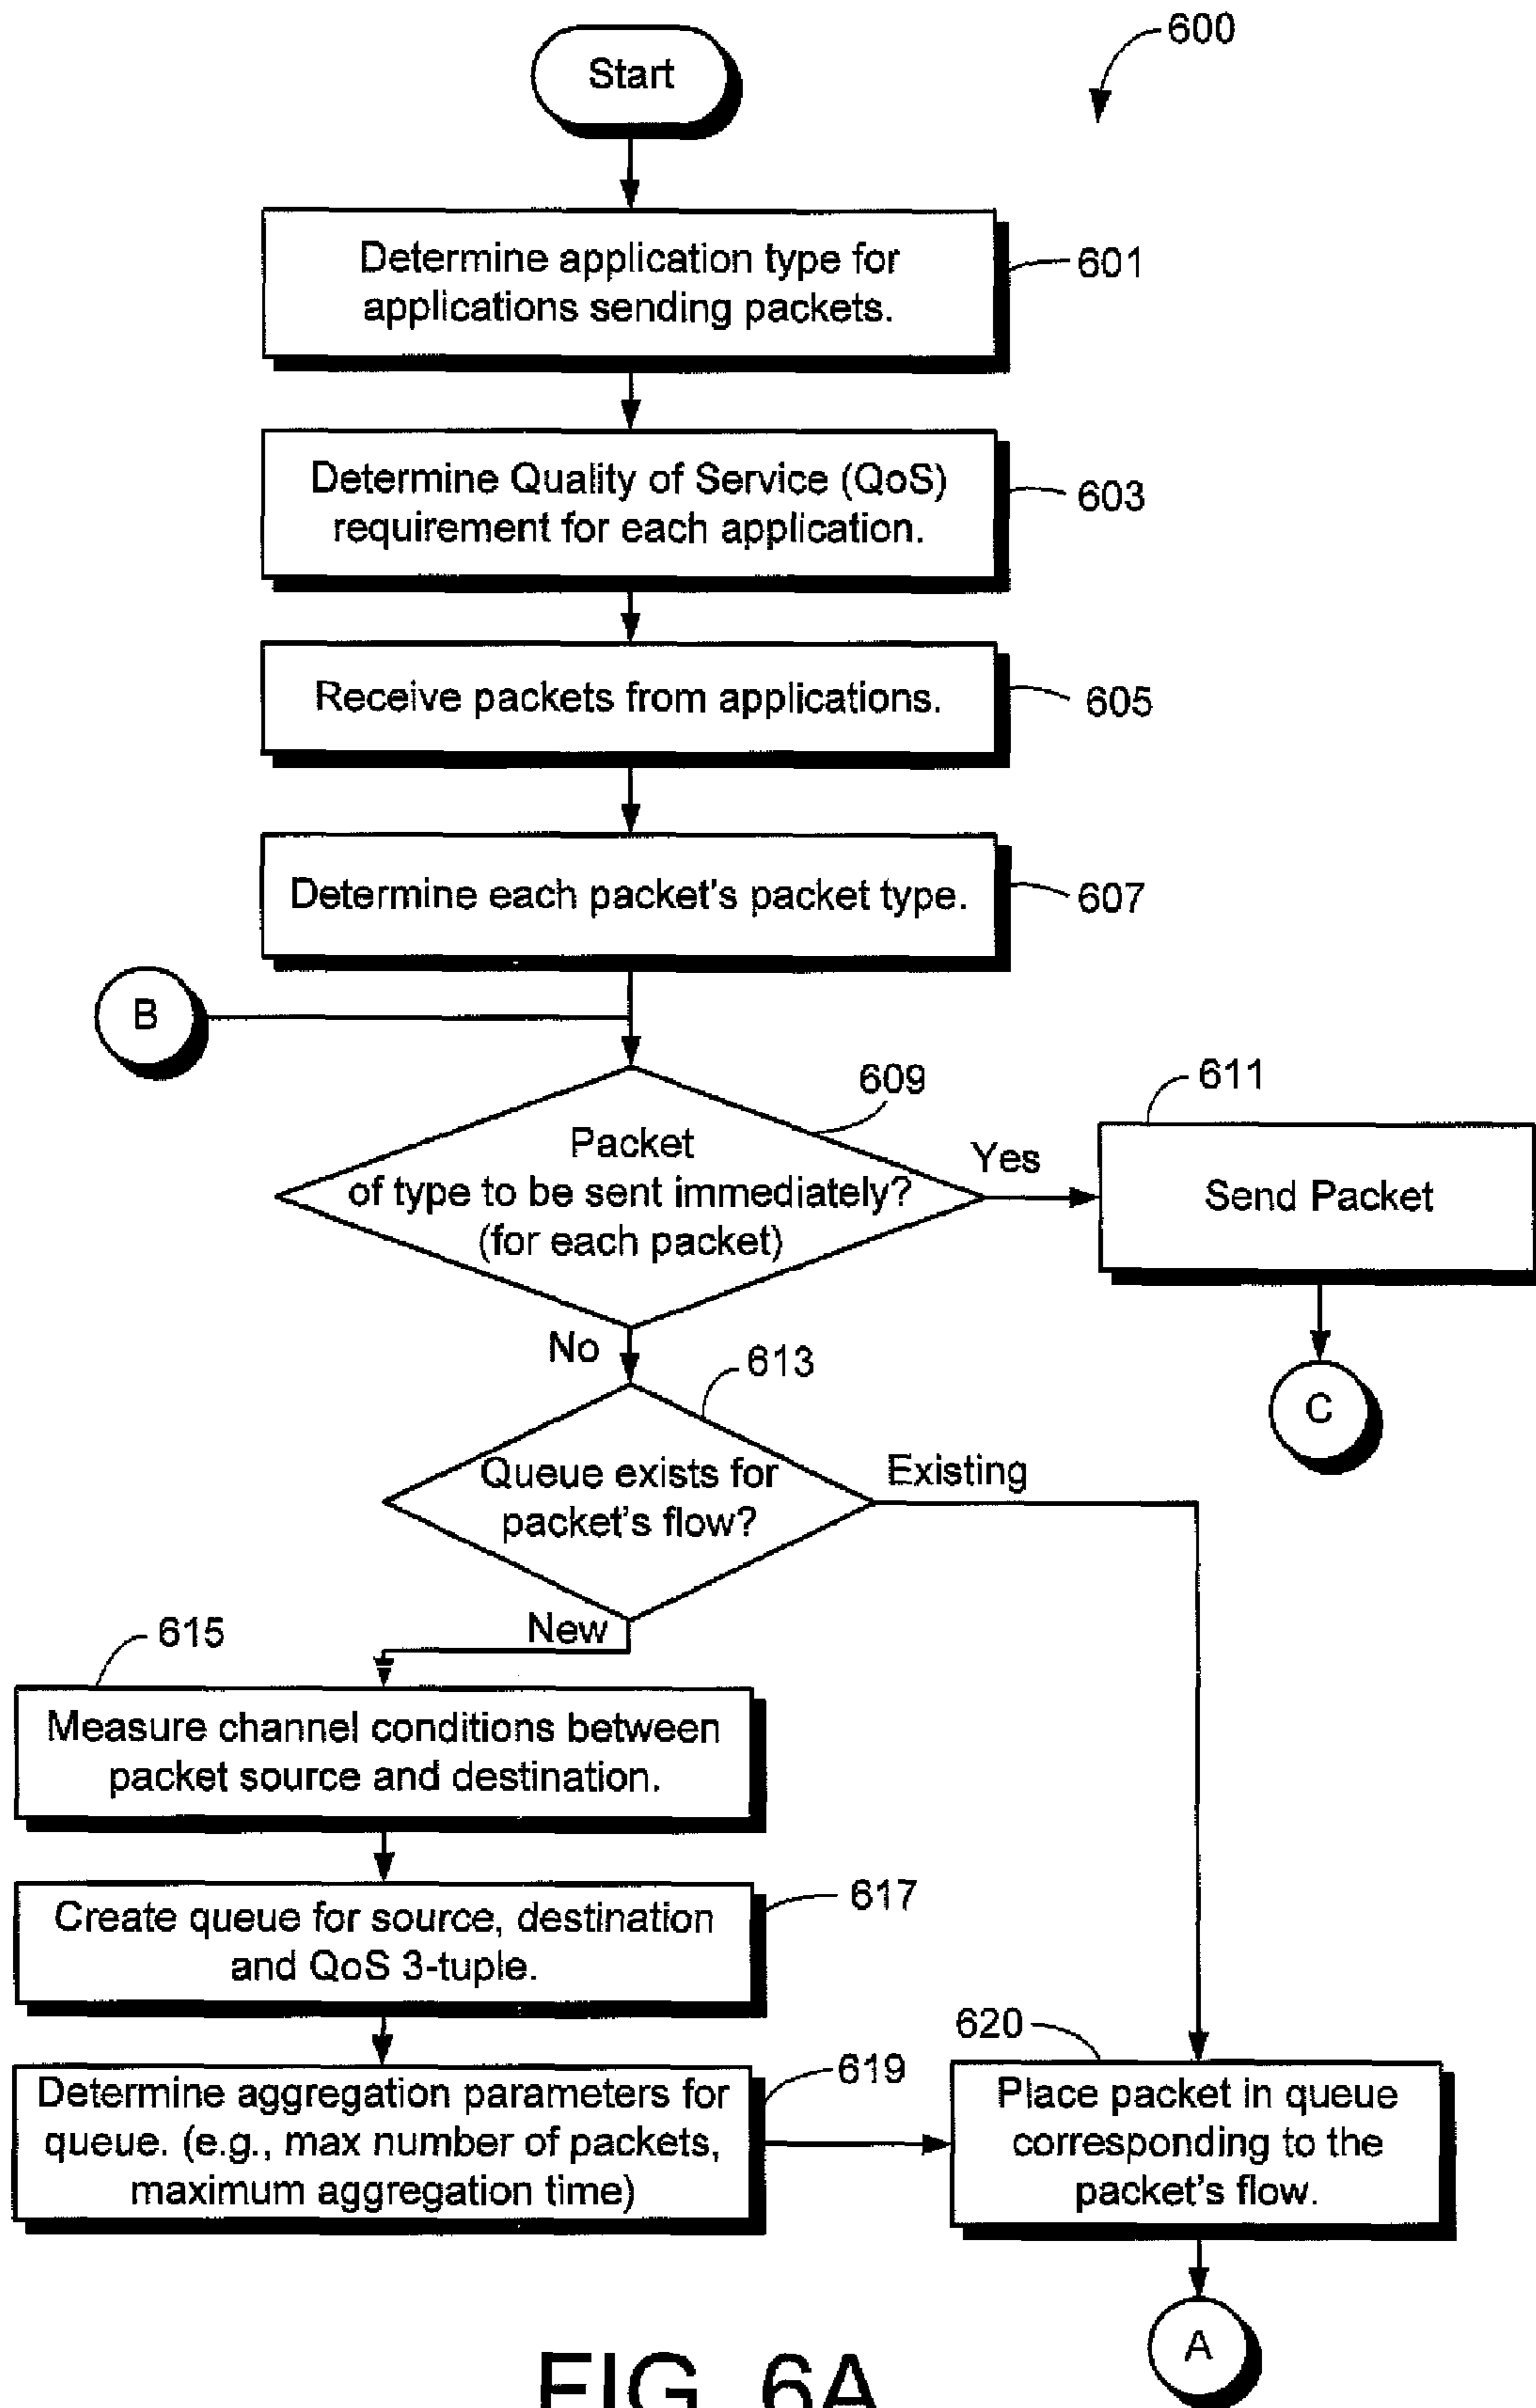 600
Start
Determine application type for
applications sending packets.
601
Determine Quality of Service (QoS)
requirement for each application.
603
Receive packets from applications.
605
Determine each packet's packet type.
607
B
609
Packet
of type to be sent immediately?
(for each packet)
Yes
611
Send Packet
C
No
613
Queue exists for
packet's flow?
Existing
New
615
Measure channel conditions between
packet source and destination.
617
Create queue for source, destination
and QoS 3-tuple.
619
Determine aggregation parameters for
queue. (e.g., max number of packets,
maximum aggregation time)
620
Place packet in queue
corresponding to the
packet's flow.
A
FIG. 6A